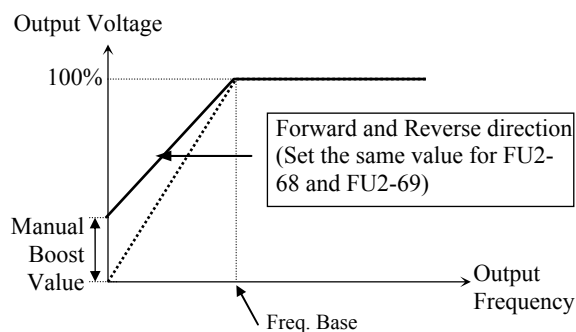 Output Voltage
100%
Forward and Reverse direction
(Set the same value for FU2-
68 and FU2-69)
Manual
Boost
Value
Output
Frequency
Freq. Base